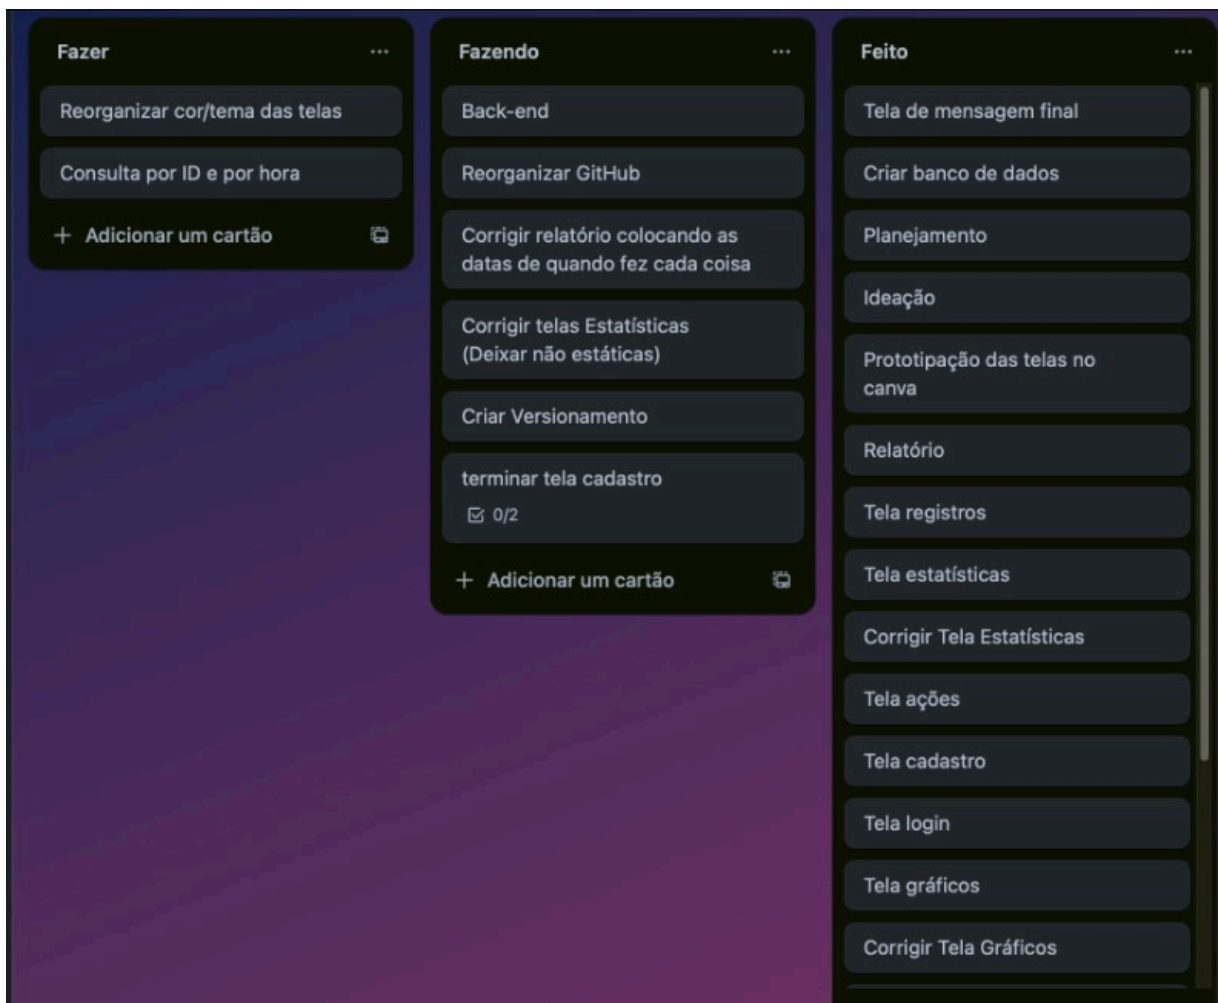 Fazer
Reorganizar cor/tema das telas
Consulta por ID e por hora
+ Adicionar um cartão
Fazendo
Back-end
Reorganizar GitHub
Corrigir relatório colocando as
datas de quando fez cada coisa
Corrigir telas Estatísticas
(Deixar não estáticas)
Criar Versionamento
terminar tela cadastro
0/2
+ Adicionar um cartão
Feito
Tela de mensagem final
Criar banco de dados
Planejamento
Ideação
Prototipação das telas no
canva
Relatório
Tela registros
Tela estatísticas
Corrigir Tela Estatísticas
Tela ações
Tela cadastro
Tela login
Tela gráficos
Corrigir Tela Gráficos